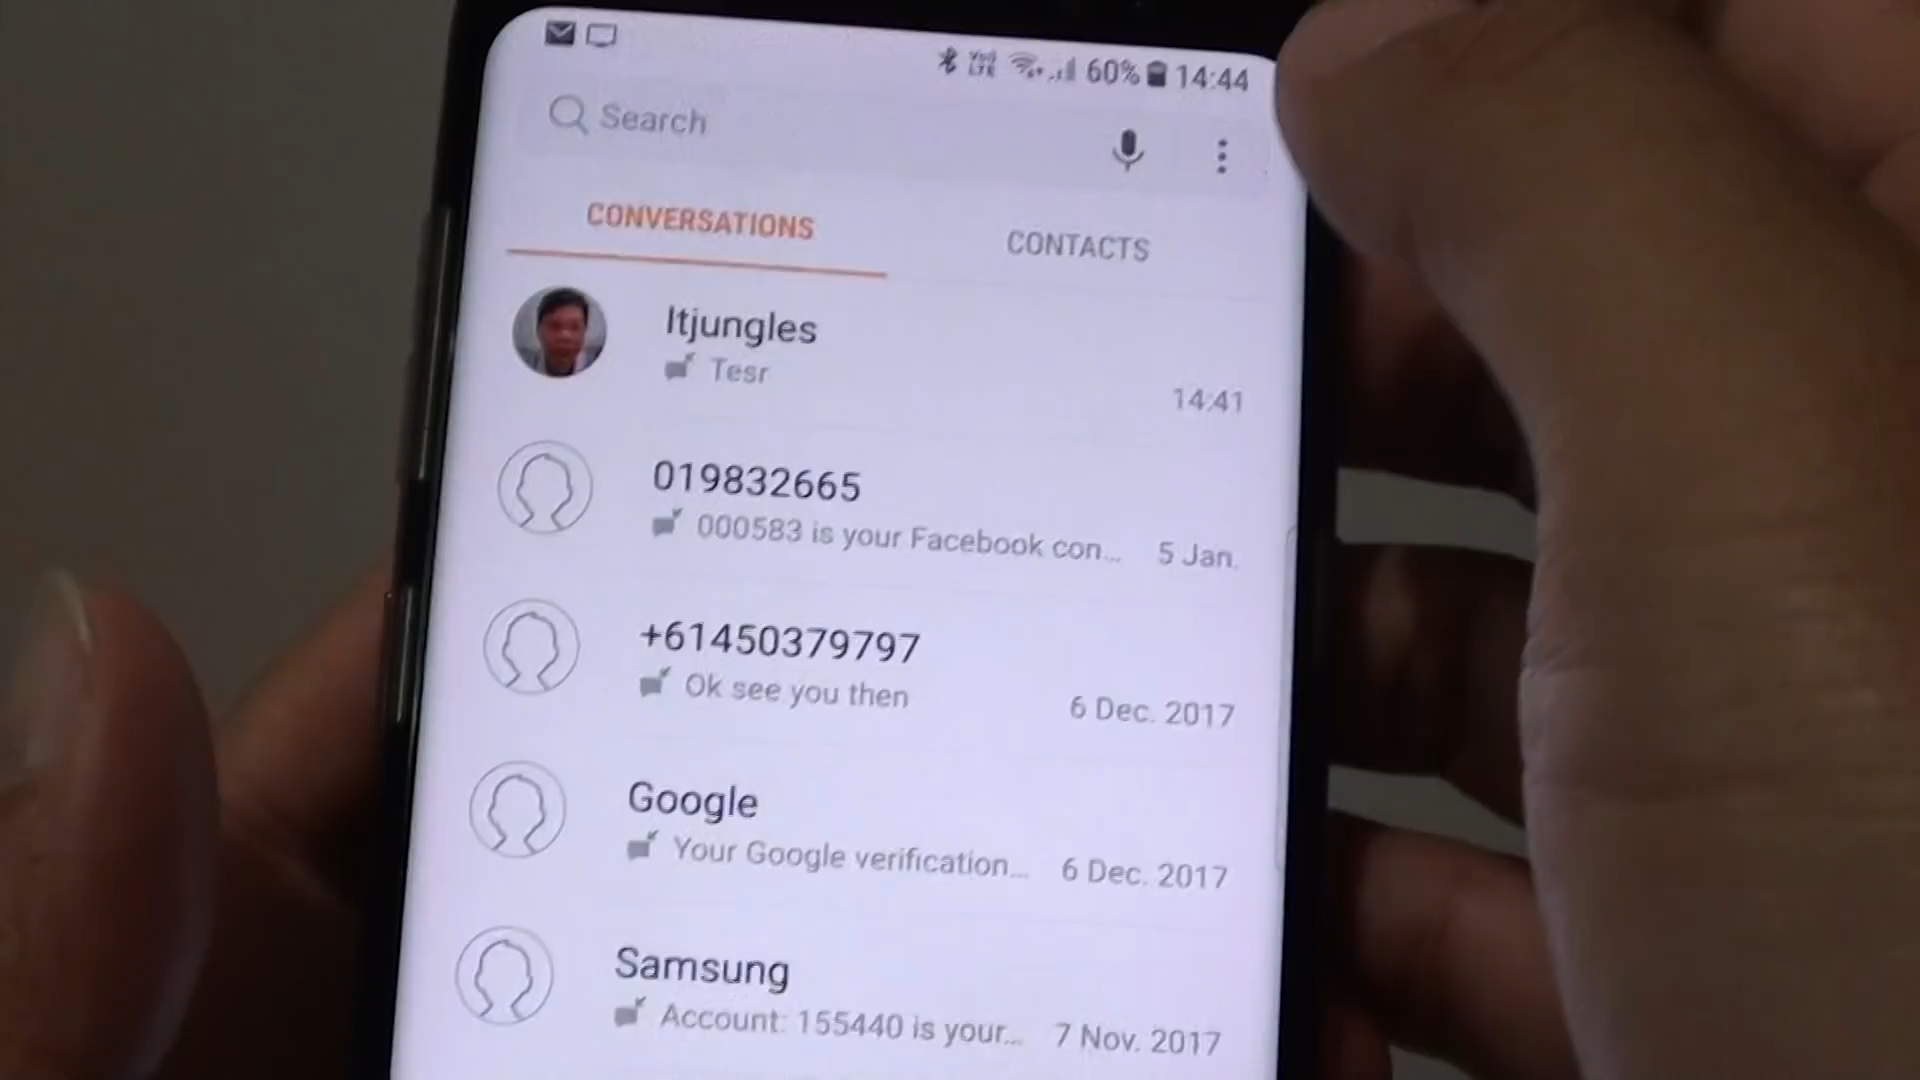 VoLTE 60% 14:44
Search
CONVERSATIONS CONTACTS
Itjungles
Tesr
14:41
019832665
000583 is your Facebook con... 5 Jan.
+61450379797
Ok see you then
6 Dec. 2017
Google
Your Google verification... 6 Dec. 2017
Samsung
Account: 155440 is your... 7 Nov. 2017